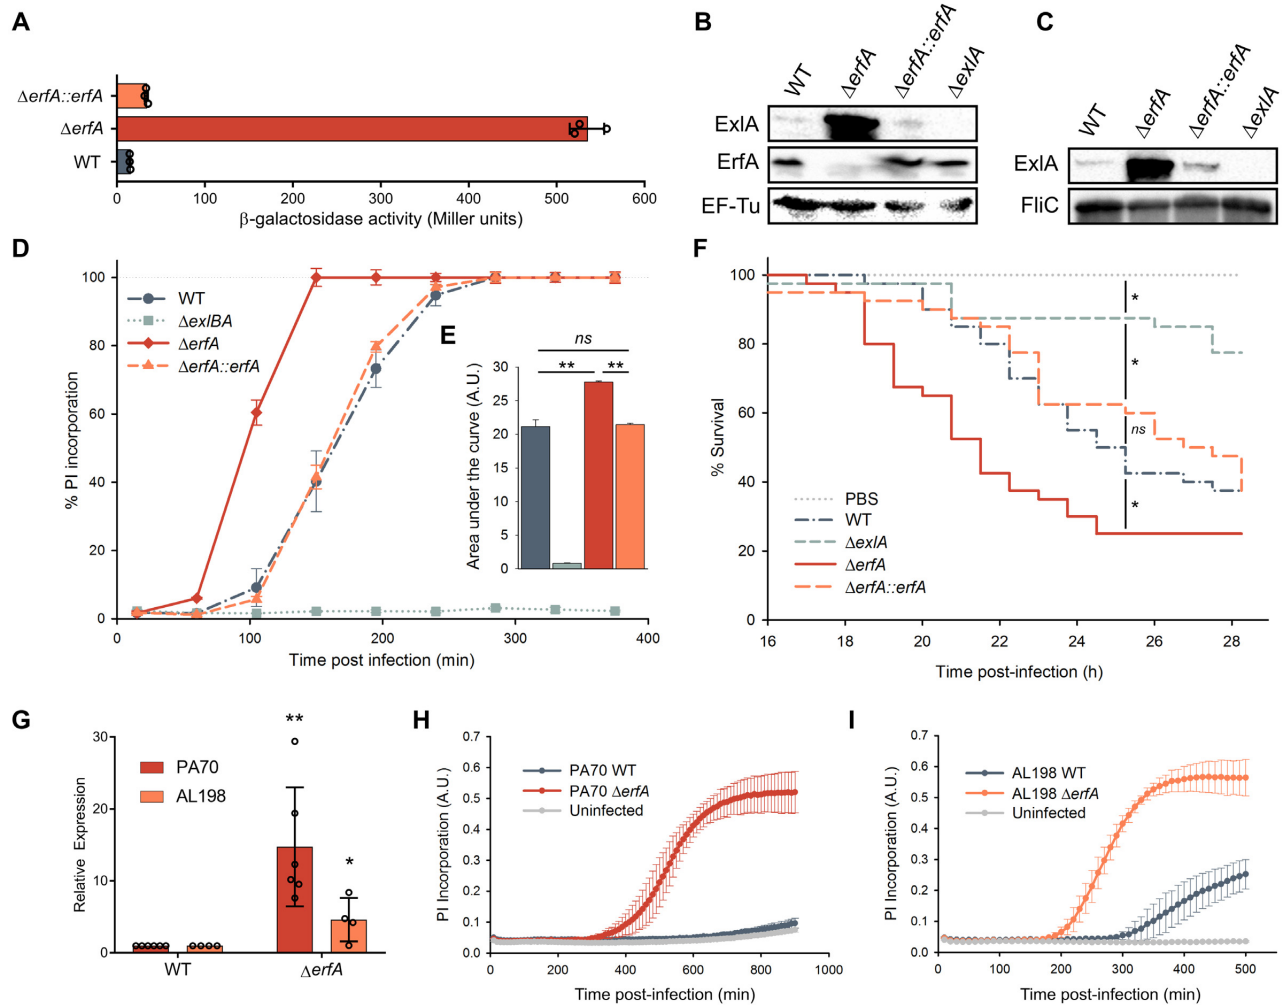 A
ΔerfA::erfA
ΔerfA
WT
0 100 200 300 400 500 600
β-galactosidase activity (Miller units)
B
WT ΔerfA ΔerfA::erfA ΔexlA
ExlA
ErfA
EF-Tu
C
WT ΔerfA ΔerfA::erfA ΔexlA
ExlA
FliC
D
100
80
60
40
20
0
% PI incorporation
WT
ΔexlBA
ΔerfA
ΔerfA::erfA
0 100 200 300 400
Time post infection (min)
E
ns
** **
30
25
20
15
10
5
0
Area under the curve (A.U.)
F
100
80
60
40
20
0
% Survival
*
*
ns
*
PBS
WT
ΔexlA
ΔerfA
ΔerfA::erfA
16 18 20 22 24 26 28
Time post-infection (h)
G
30
20
10
0
Relative Expression
PA70
AL198
**
*
WT ΔerfA
H
0.7
0.6
0.5
0.4
0.3
0.2
0.1
0.0
PI Incorporation (A.U.)
PA70 WT
PA70 ΔerfA
Uninfected
0 200 400 600 800 1000
Time post-infection (min)
I
0.7
0.6
0.5
0.4
0.3
0.2
0.1
0.0
PI Incorporation (A.U.)
AL198 WT
AL198 ΔerfA
Uninfected
0 100 200 300 400 500
Time post-infection (min)